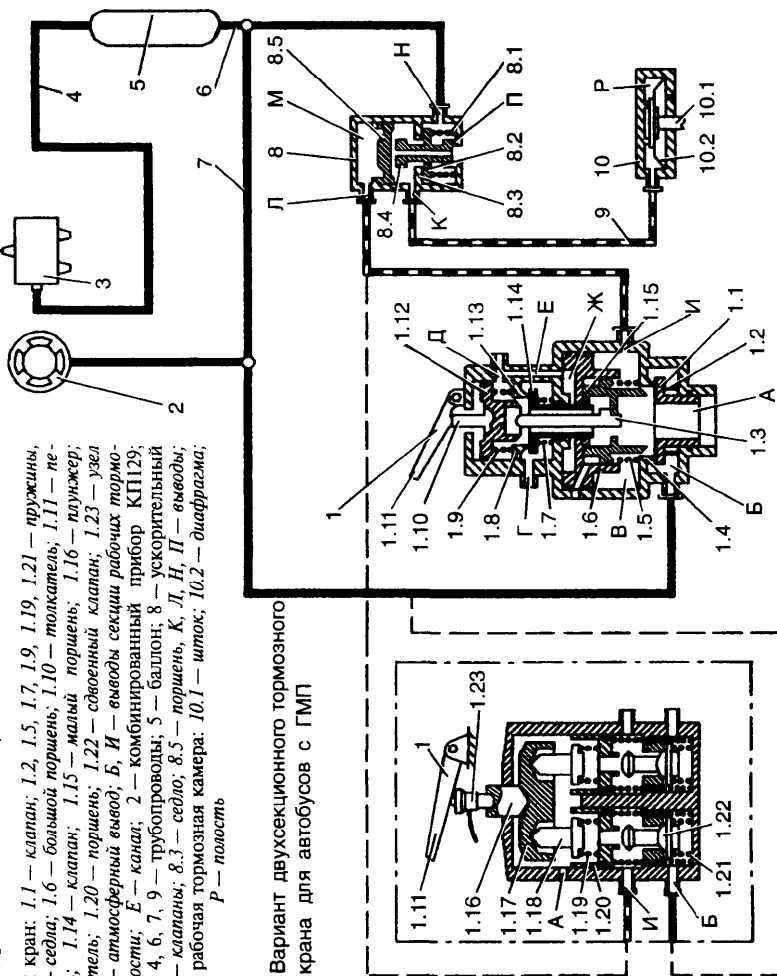 кран: 1.1 — клапан; 1.2, 1.5, 1.7, 1.9, 1.19, 1.21 — пружины,
- седла; 1.6 — большой поршень; 1.10 — толкатель; 1.11 — пе-
; 1.14 — клапан; 1.15 — малый поршень; 1.16 — плунжер;
тель; 1.20 — поршень; 1.22 — сдвоенный клапан; 1.23 — узел
— атмосферный вывод; Б, И — выводы секции рабочих тормо-
ости; Е — канал; 2 — комбинированный прибор КП129;
4, 6, 7, 9 — трубопроводы; 5 — баллон; 8 — ускорительный
— клапаны; 8.3 — седло; 8.5 — поршень, К, Л, Н, П — выводы;
рабочая тормозная камера: 10.1 — шток; 10.2 — диафрагма;
Р — полость
Вариант двухсекционного тормозного
крана для автобусов с ГМП
2
3
4
5
6
7
8
М
8.5
Н
8.1
П
8.2
8.3
8.4
К
Л
9
10
Р
10.1
10.2
1
1.11
1.10
1.9
1.8
Г
1.7
1.6
В
1.5
1.4
Б
1.12
Д
1.13
1.14
Е
Ж
1.15
И
1.1
1.2
А
1.3
1.11
1
1.23
1.16
1.17
1.18
А
1.19
1.20
И
1.22
1.21
Б